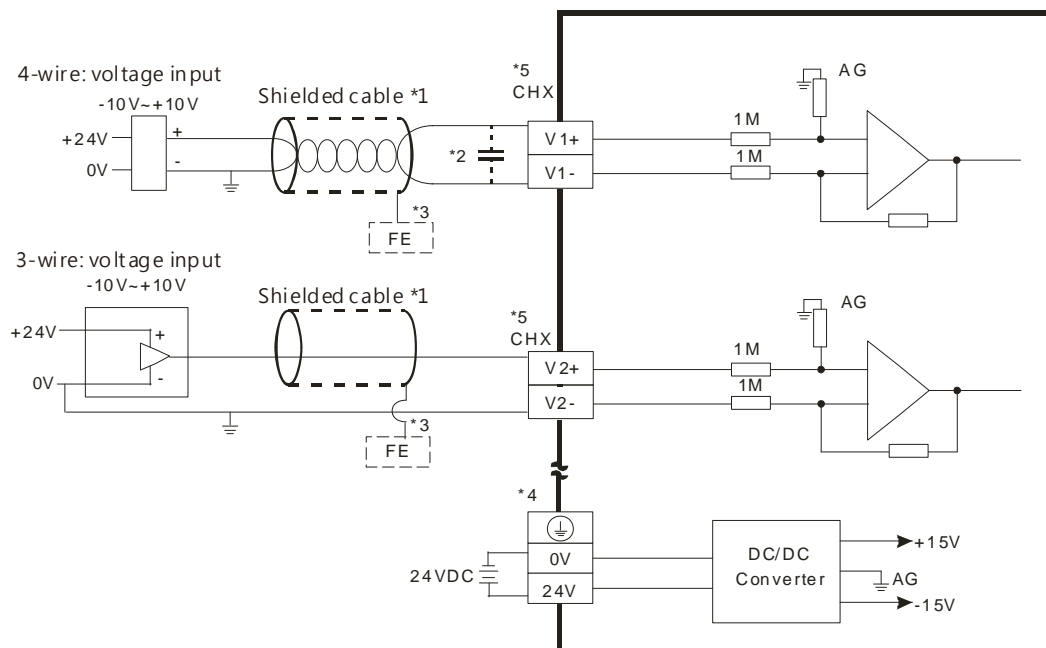 4-wire: voltage input
-10V~+10V
+24V
0V
+
-
Shielded cable *1
*2
*3
FE
*5
CHX
V1+
V1-
1M
1M
AG
3-wire: voltage input
-10V~+10V
+24V
0V
+
-
Shielded cable *1
*3
FE
*5
CHX
V2+
V2-
1M
1M
AG
*4
24VDC
0V
24V
DC/DC
Converter
+15V
AG
-15V